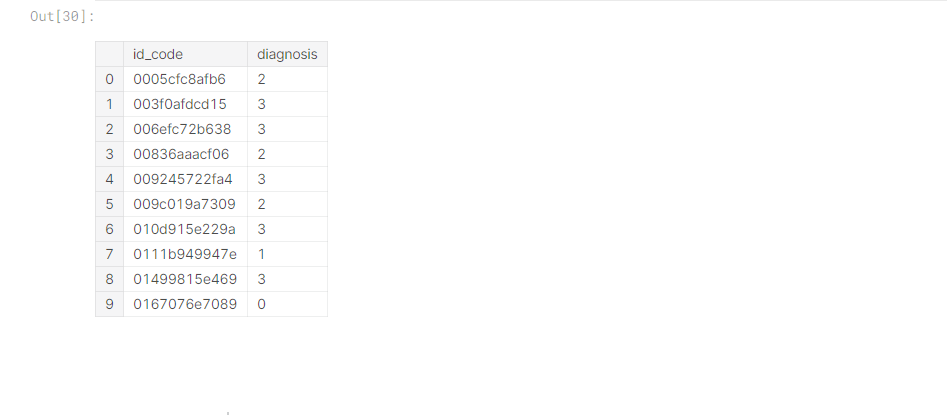 Out[30]:
id_code diagnosis
0 0005cfc8afb6 2
1 003f0afdcd15 3
2 006efc72b638 3
3 00836aaacf06 2
4 009245722fa4 3
5 009c019a7309 2
6 010d915e229a 3
7 0111b949947e 1
8 01499815e469 3
9 0167076e7089 0